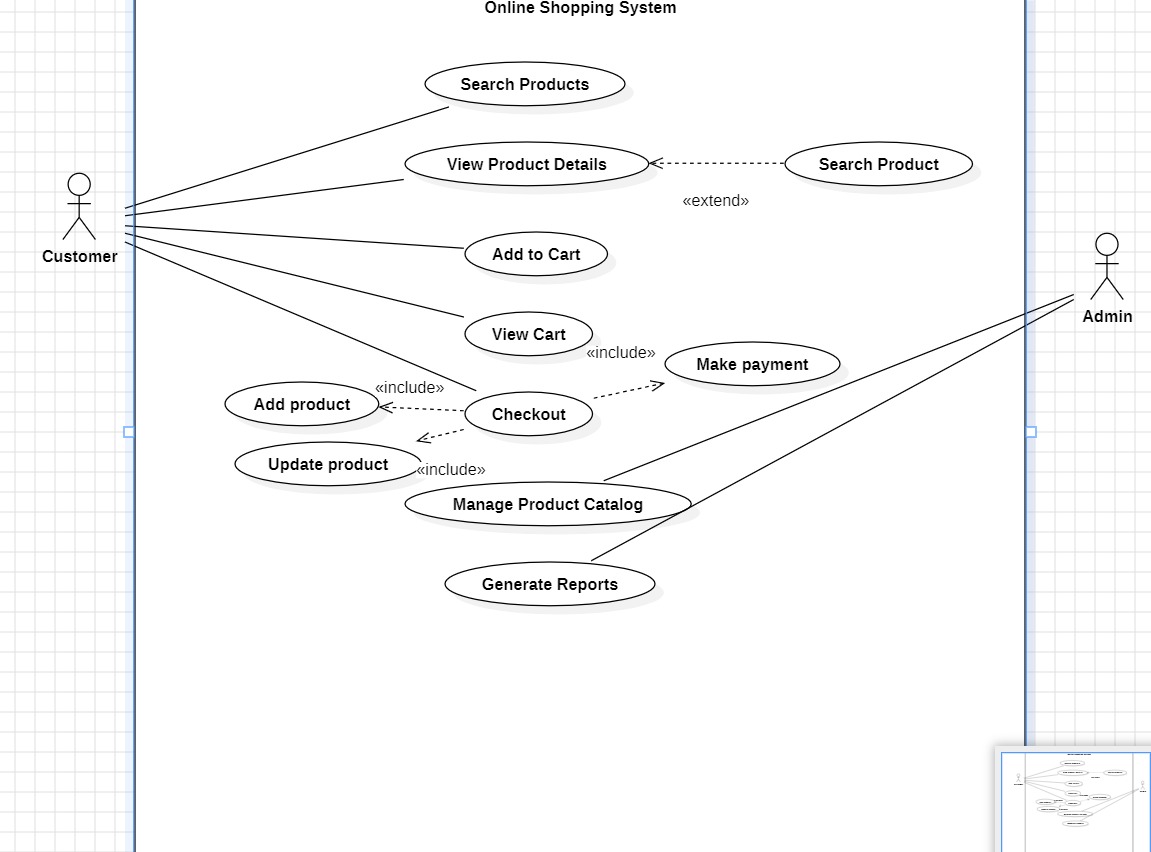 Online Shopping System
Search Products
View Product Details
Search Product
«extend»
Customer
Add to Cart
Admin
View Cart
«include»
Make payment
«include»
Add product
Checkout
Update product
«include»
Manage Product Catalog
Generate Reports